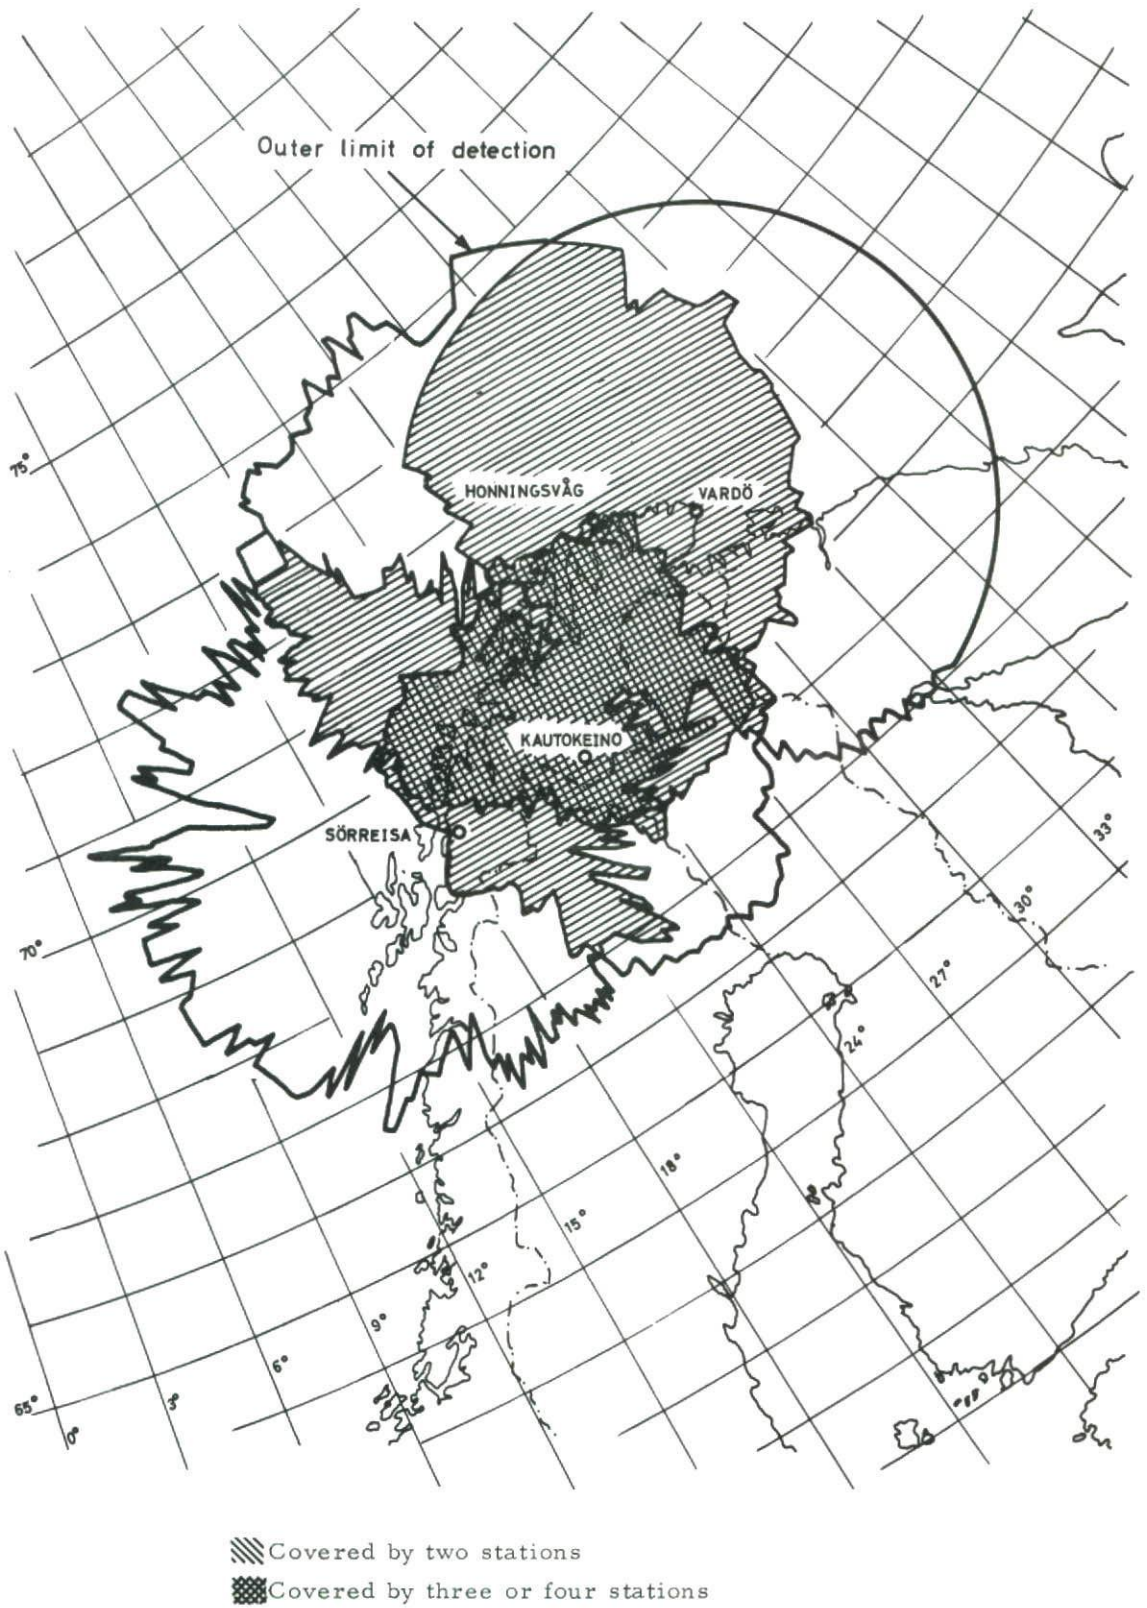 Outer limit of detection
75°
HONNINGSVÅG
VARDÖ
KAUTOKEINO
SÖRREISA
33°
30°
70°
27°
24°
18°
15°
12°
9°
6°
3°
65°
0°
Covered by two stations
Covered by three or four stations